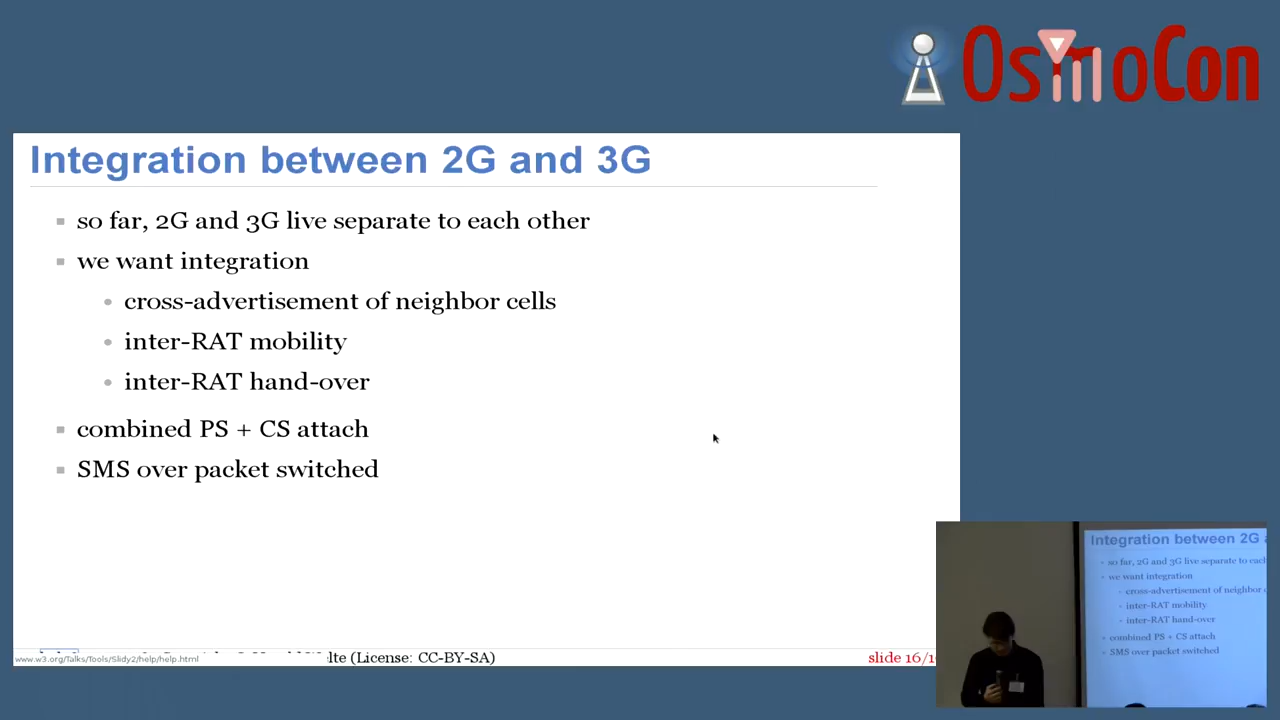 OsmoCon
Integration between 2G and 3G
so far, 2G and 3G live separate to each other
we want integration
cross-advertisement of neighbor cells
inter-RAT mobility
inter-RAT hand-over
combined PS + CS attach
SMS over packet switched
www.w3.org/Talks/Tools/Slidy2/help/help.html
(License: CC-BY-SA)
slide 16/1
Integration between 2G
so far, 2G and 3G live separate to each
we want integration
cross-advertisement of neighbor
inter-RAT mobility
inter-RAT hand-over
combined PS + CS attach
SMS over packet switched